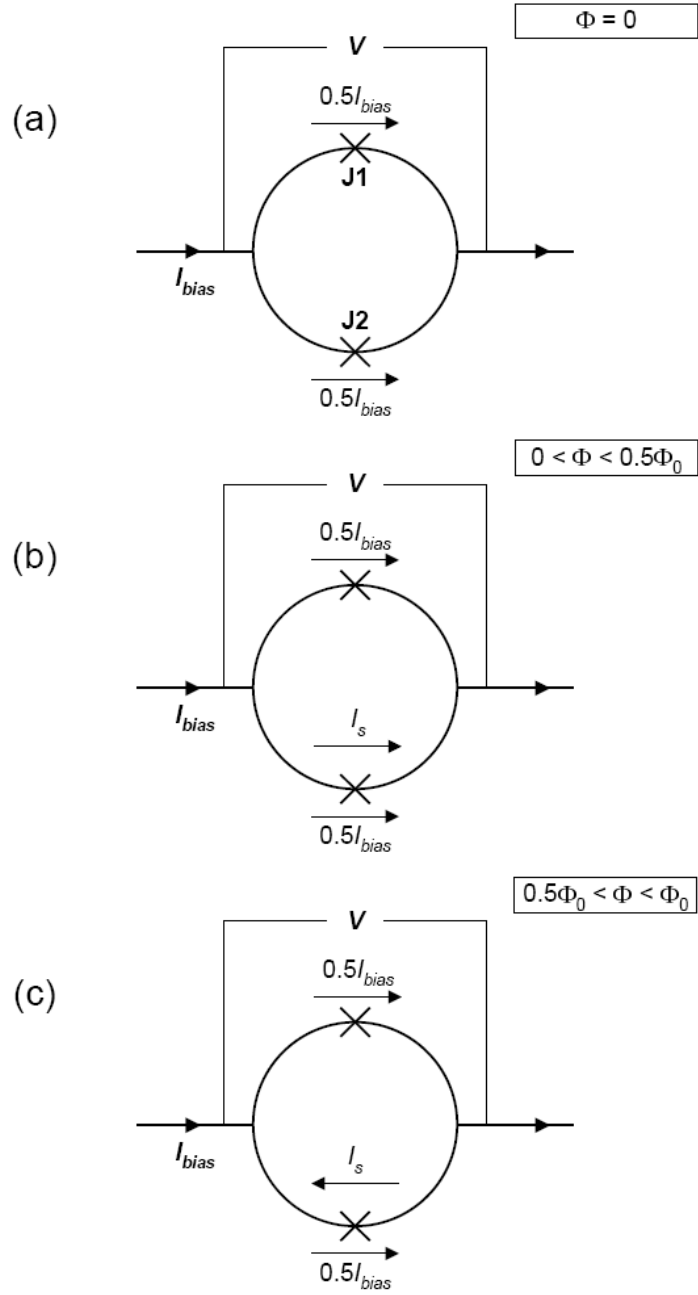 Φ = 0
V
(a)
0.5I_bias
J1
I_bias
J2
0.5I_bias
0 < Φ < 0.5Φ₀
V
(b)
0.5I_bias
I_bias
I_s
0.5I_bias
0.5Φ₀ < Φ < Φ₀
V
(c)
0.5I_bias
I_bias
I_s
0.5I_bias